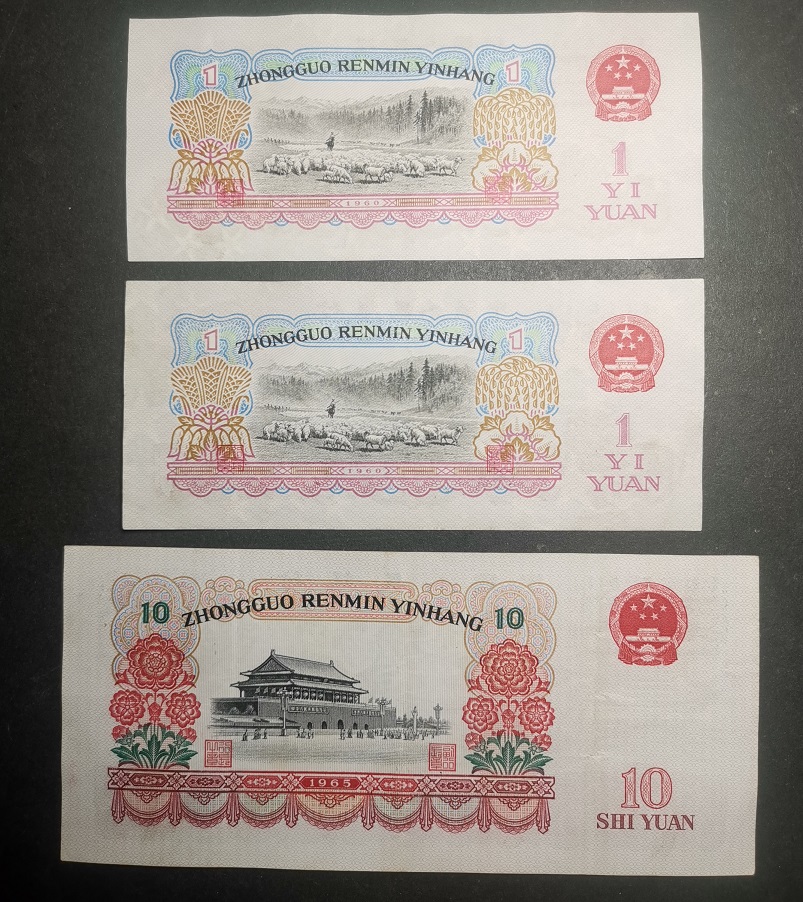 1 ZHONGGUO RENMIN YINHANG 1
1960
1
YI
YUAN
1 ZHONGGUO RENMIN YINHANG 1
1960
1
YI
YUAN
10 ZHONGGUO RENMIN YINHANG 10
1965
10
SHI YUAN